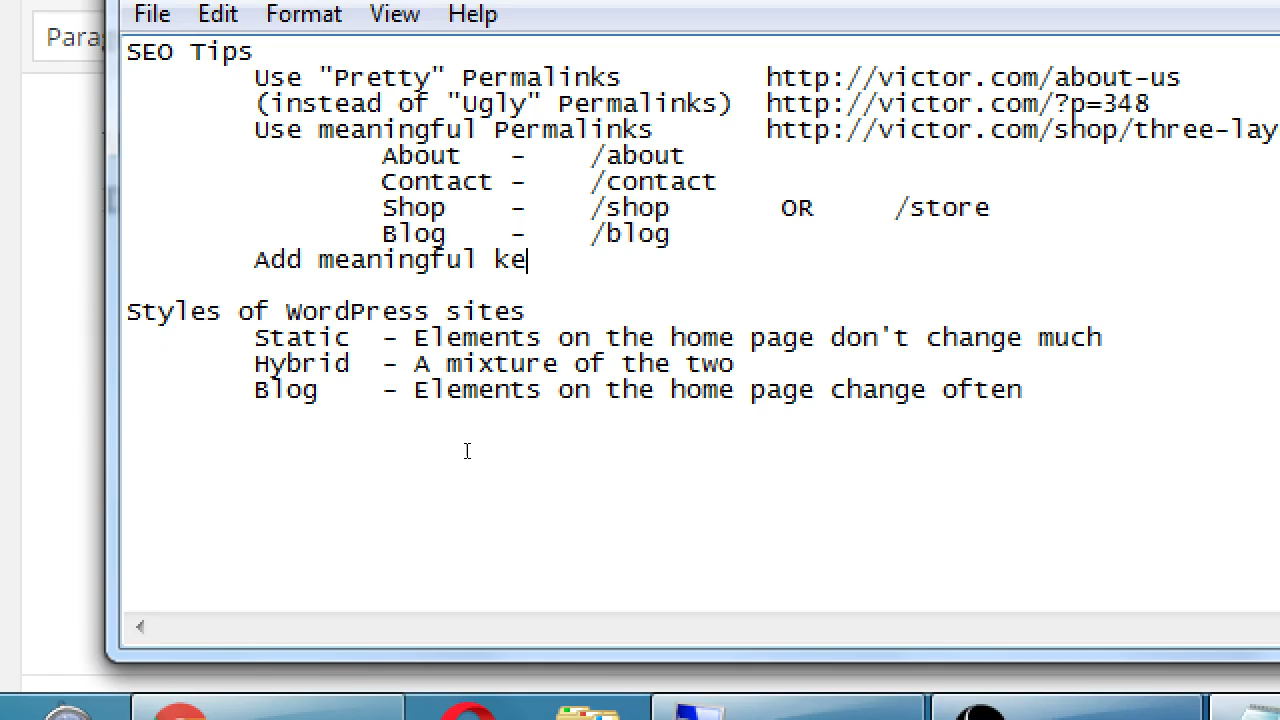 Parag
File Edit Format View Help
SEO Tips
Use "Pretty" Permalinks http://victor.com/about-us
(instead of "Ugly" Permalinks) http://victor.com/?p=348
Use meaningful Permalinks http://victor.com/shop/three-lay
About - /about
Contact - /contact
Shop - /shop OR /store
Blog - /blog
Add meaningful ke
Styles of WordPress sites
Static - Elements on the home page don't change much
Hybrid - A mixture of the two
Blog - Elements on the home page change often